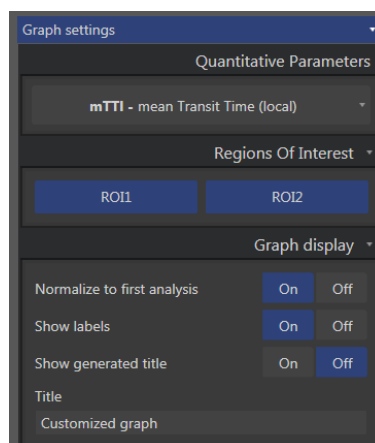 Graph settings
Quantitative Parameters
mTTI - mean Transit Time (local)
Regions Of Interest
ROI1 ROI2
Graph display
Normalize to first analysis On Off
Show labels On Off
Show generated title On Off
Title
Customized graph